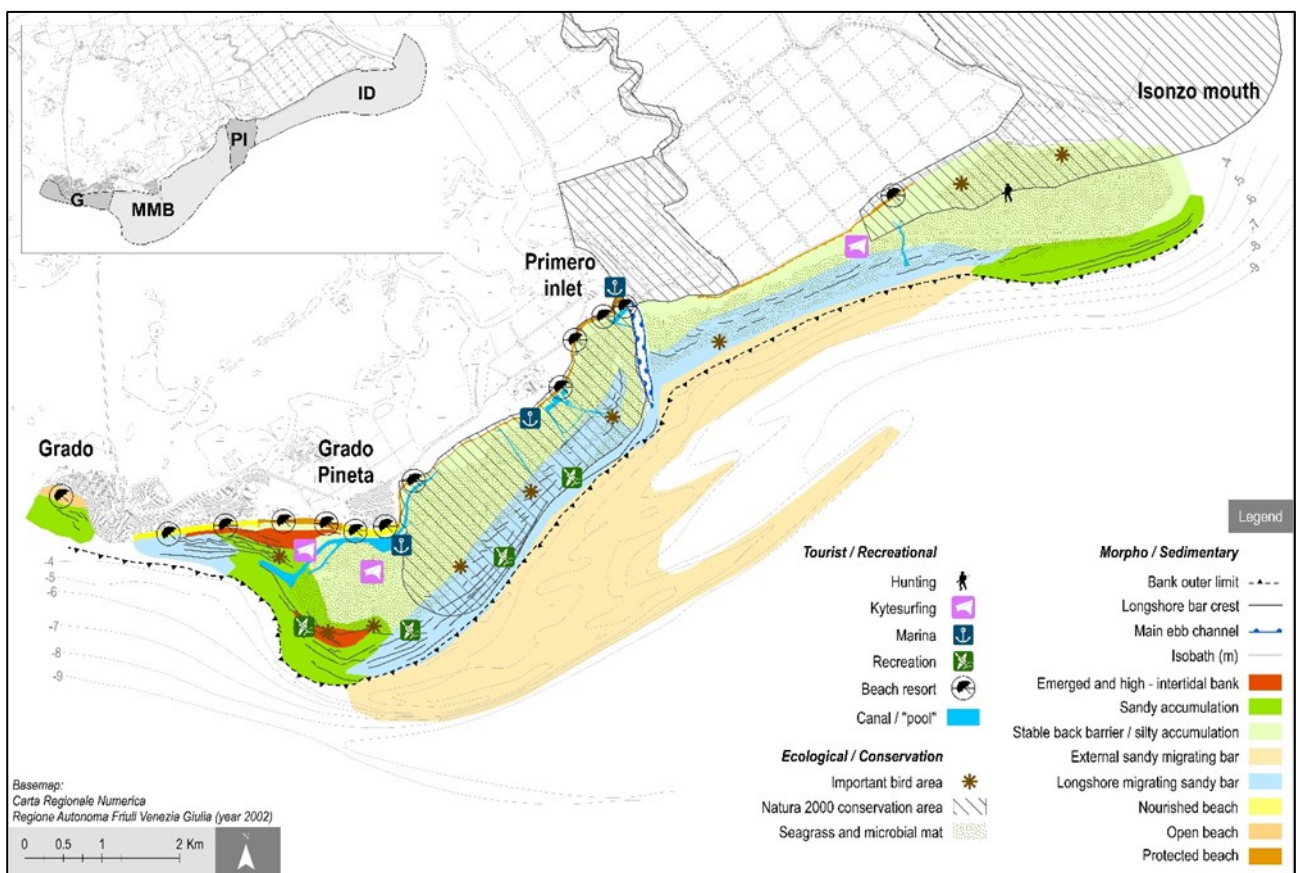 ID
PI
G
MMB
Isonzo mouth
-4
-5
-6
-7
-8
-9
Primero
inlet
Grado
Grado
Pineta
-4
-5
-6
-7
-8
-9
Legend
Tourist / Recreational
Hunting
Kytesurfing
Marina
Recreation
Beach resort
Canal / "pool"
Ecological / Conservation
Important bird area
Natura 2000 conservation area
Seagrass and microbial mat
Morpho / Sedimentary
Bank outer limit
Longshore bar crest
Main ebb channel
Isobath (m)
Emerged and high - intertidal bank
Sandy accumulation
Stable back barrier / silty accumulation
External sandy migrating bar
Longshore migrating sandy bar
Nourished beach
Open beach
Protected beach
Basemap:
Carta Regionale Numerica
Regione Autonoma Friuli Venezia Giulia (year 2002)
0 0.5 1 2 Km
N